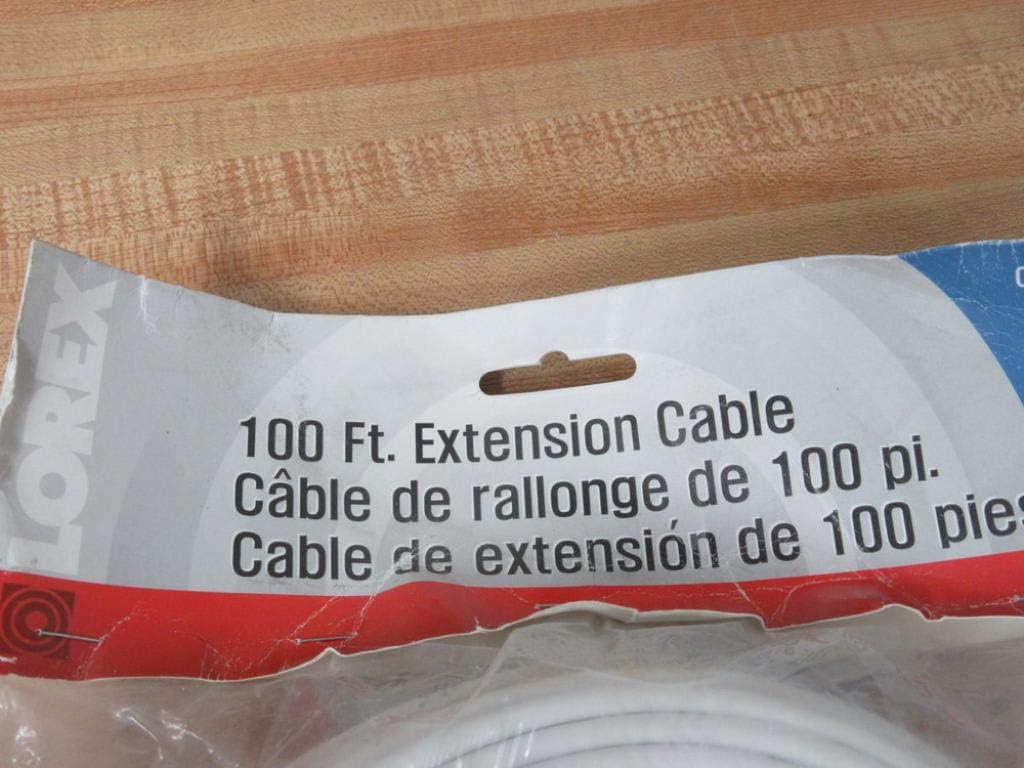 LOREX
100 Ft. Extension Cable
Câble de rallonge de 100 pi.
Cable de extensión de 100 pies